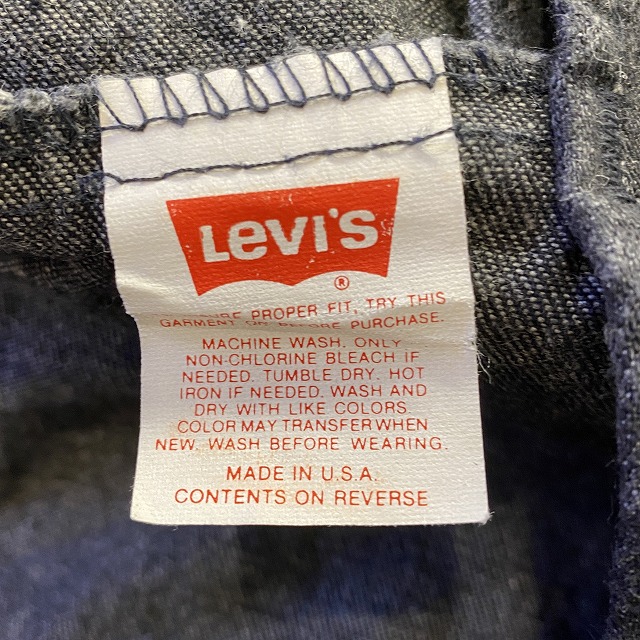 Levi's
®
PROPER FIT, TRY THIS
GARMENT ON BEFORE PURCHASE.
MACHINE WASH. ONLY
NON-CHLORINE BLEACH IF
NEEDED. TUMBLE DRY. HOT
IRON IF NEEDED. WASH AND
DRY WITH LIKE COLORS
COLOR MAY TRANSFER WHEN
NEW. WASH BEFORE WEARING.
MADE IN U.S.A.
CONTENTS ON REVERSE